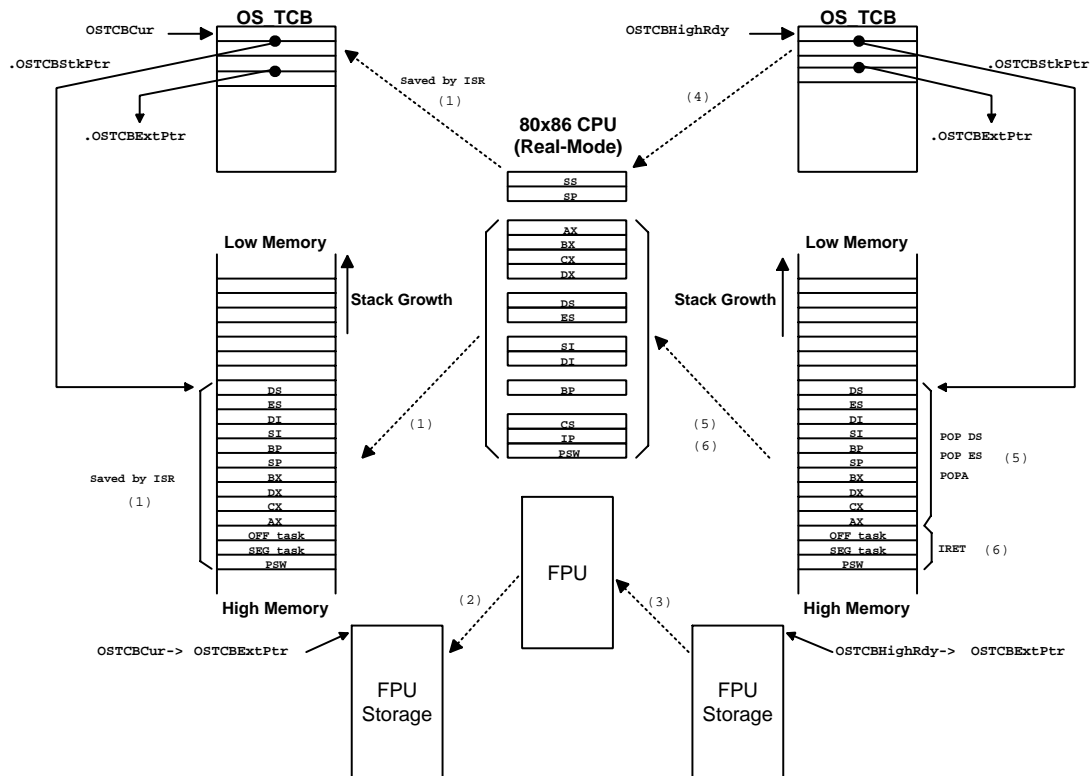 OS_TCB
OSTCBCur
.OSTCBStkPtr
.OSTCBExtPtr
Saved by ISR
(1)
OS_TCB
OSTCBHighRdy
.OSTCBStkPtr
.OSTCBExtPtr
(4)
80x86 CPU
(Real-Mode)
SS
SP
AX
BX
CX
DX
DS
ES
SI
DI
BP
CS
IP
PSW
Low Memory
Stack Growth
DS
ES
DI
SI
BP
SP
BX
DX
CX
AX
OFF task
SEG task
PSW
High Memory
Saved by ISR
(1)
(1)
Low Memory
Stack Growth
DS
ES
DI
SI
BP
SP
BX
DX
CX
AX
OFF task
SEG task
PSW
High Memory
(5)
(6)
POP DS
POP ES (5)
POPA
IRET (6)
FPU
(2)
(3)
OSTCBCur-> OSTCBExtPtr
FPU
Storage
OSTCBHighRdy-> OSTCBExtPtr
FPU
Storage